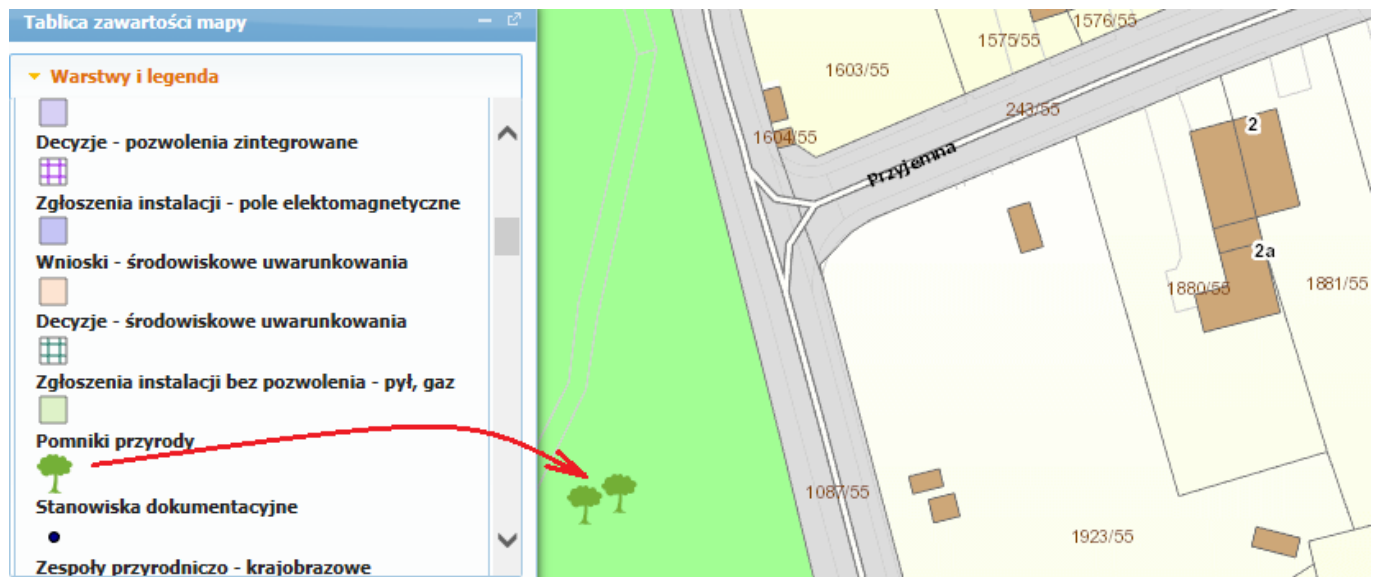 Tablica zawartości mapy
Warstwy i legenda
Decyzje - pozwolenia zintegrowane
Zgłoszenia instalacji - pole elektomagnetyczne
Wnioski - środowiskowe uwarunkowania
Decyzje - środowiskowe uwarunkowania
Zgłoszenia instalacji bez pozwolenia - pył, gaz
Pomniki przyrody
Stanowiska dokumentacyjne
Zespoły przyrodniczo - krajobrazowe
1576/55
1575/55
1603/55
243/55
1604/55
2
Przyjemna
2a
1880/55
1881/55
1087/55
1923/55